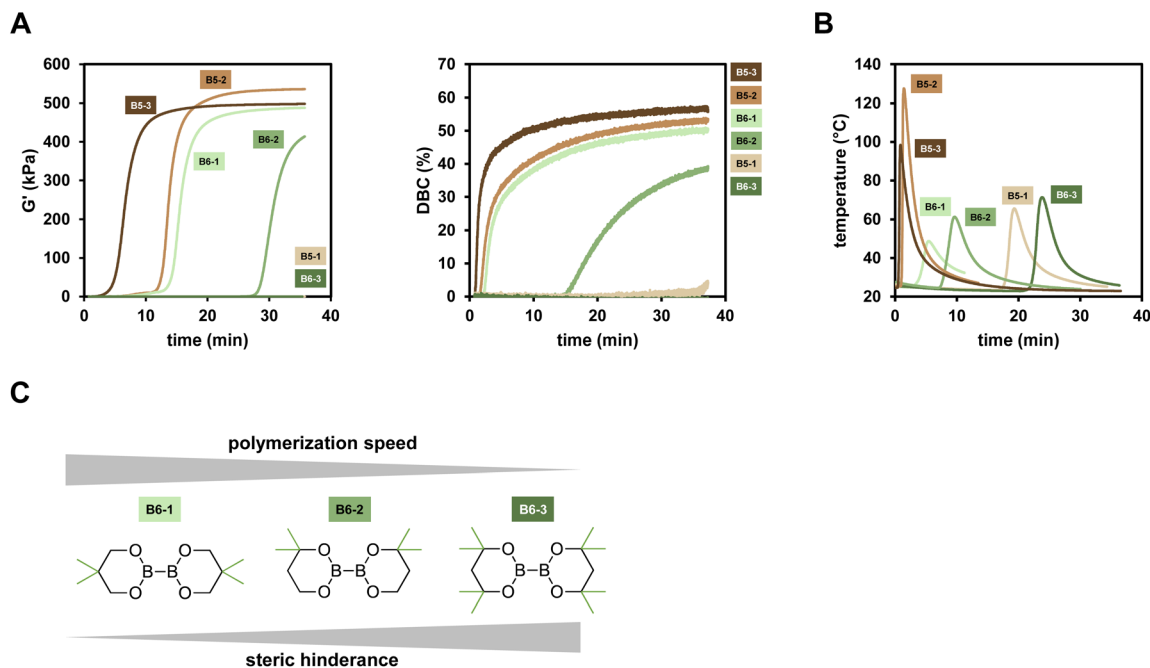 A
B
600
500
400
300
200
100
0
G' (kPa)
B5-2
B5-3
B6-1
B6-2
B5-1
B6-3
0 10 20 30 40
time (min)
70
60
50
40
30
20
10
0
DBC (%)
0 10 20 30 40
time (min)
B5-3
B5-2
B6-1
B6-2
B5-1
B6-3
140
120
100
80
60
40
20
temperature (°C)
B5-2
B5-3
B6-1
B6-2
B5-1
B6-3
0 10 20 30 40
time (min)
C
polymerization speed
B6-1
B6-2
B6-3
O O
B B
O O
O O
B B
O O
O O
B B
O O
steric hinderance